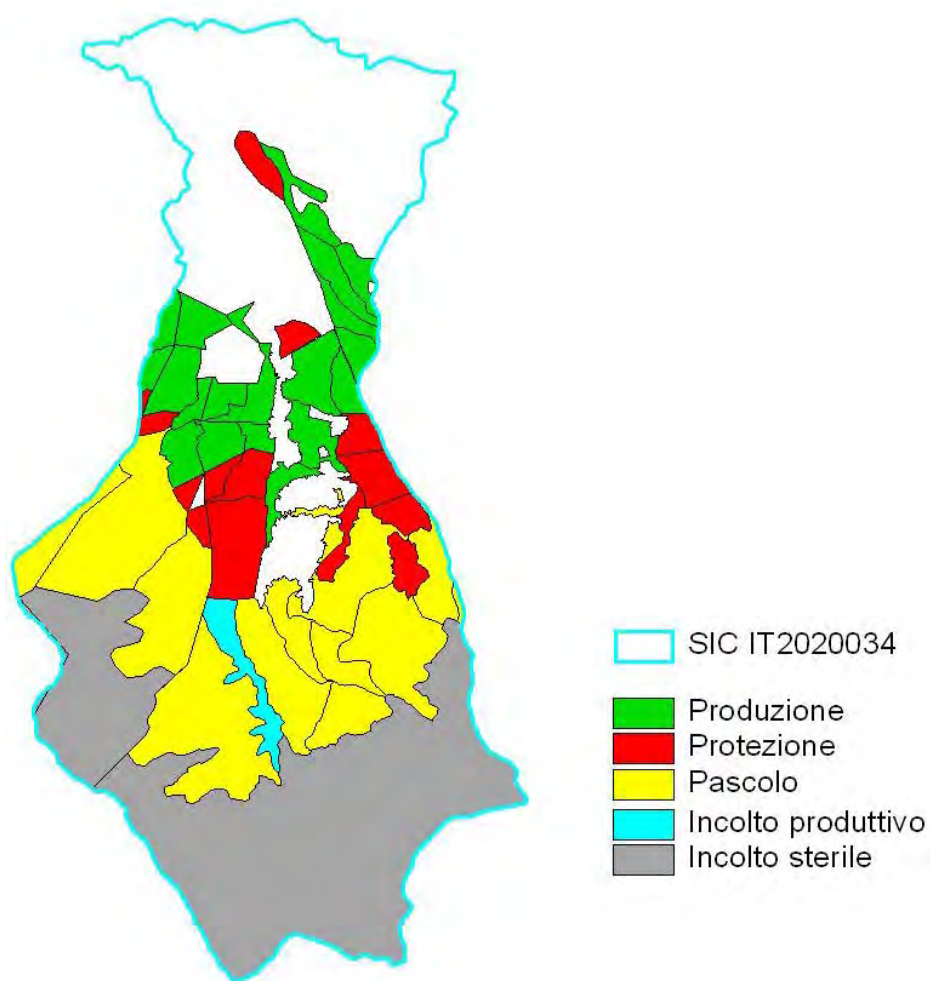 SIC IT2020034
Produzione
Protezione
Pascolo
Incolto produttivo
Incolto sterile